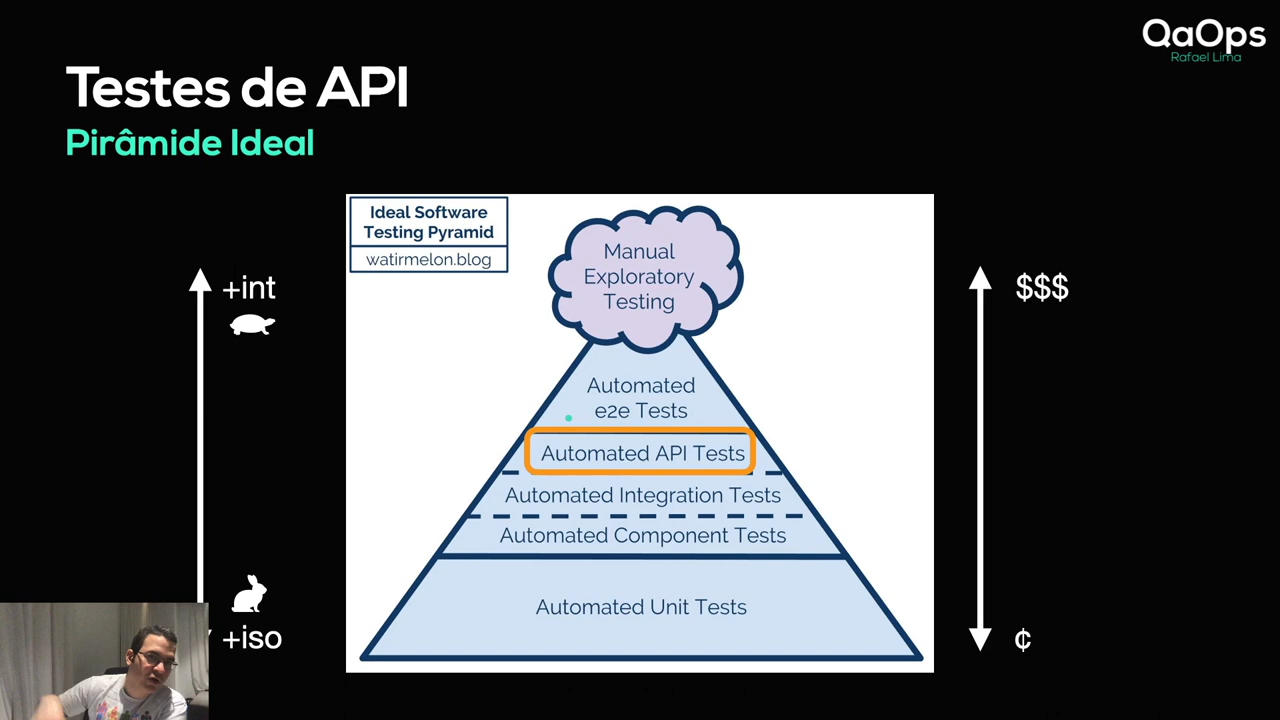 QaOps
Rafael Lima
Testes de API
Pirâmide Ideal
Ideal Software
Testing Pyramid
watirmelon.blog
Manual
Exploratory
Testing
+int
$$$
Automated
e2e Tests
Automated API Tests
Automated Integration Tests
Automated Component Tests
Automated Unit Tests
+iso
¢